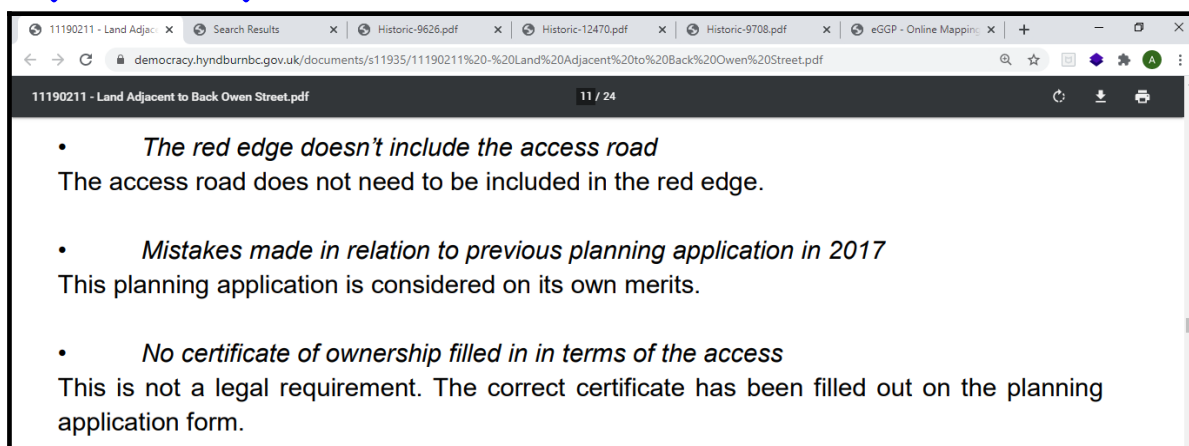 11190211 - Land Adjac
Search Results
Historic-9626.pdf
Historic-12470.pdf
Historic-9708.pdf
eGGP - Online Mapping
democracy.hyndburnbc.gov.uk/documents/s11935/11190211%20-%20Land%20Adjacent%20to%20Back%20Owen%20Street.pdf
A
11190211 - Land Adjacent to Back Owen Street.pdf
11 / 24
• The red edge doesn’t include the access road
The access road does not need to be included in the red edge.
• Mistakes made in relation to previous planning application in 2017
This planning application is considered on its own merits.
• No certificate of ownership filled in in terms of the access
This is not a legal requirement. The correct certificate has been filled out on the planning
application form.